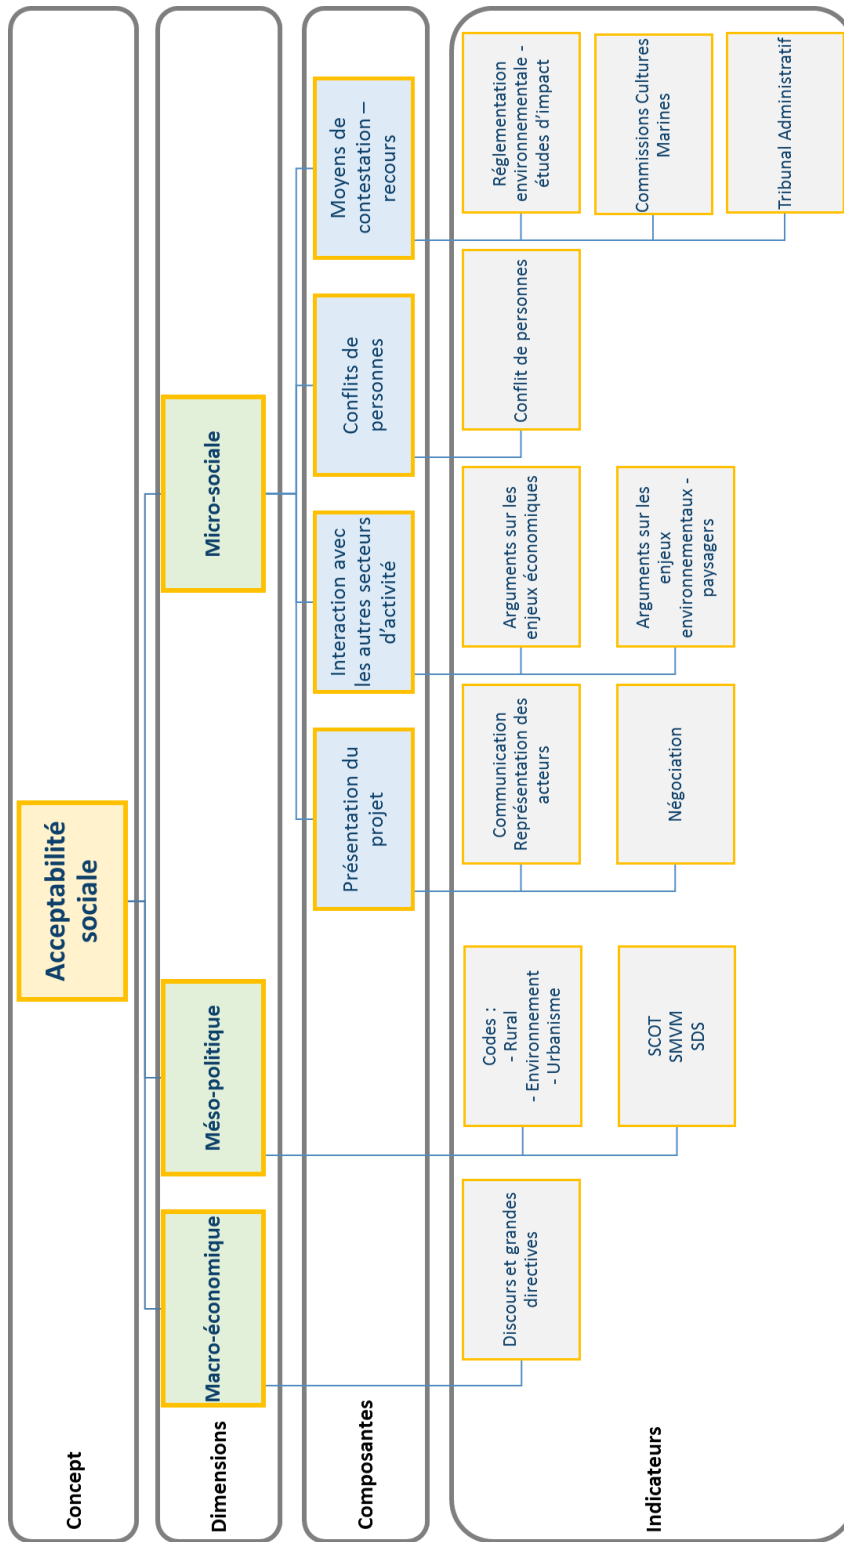 Concept
Acceptabilité
sociale
Dimensions
Macro-économique
Méso-politique
Micro-sociale
Composantes
Présentation du
projet
Interaction avec
les autres secteurs
d’activité
Conflits de
personnes
Moyens de
contestation –
recours
Indicateurs
Discours et grandes
directives
Codes :
- Rural
- Environnement
- Urbanisme
SCOT
SMVM
SDS
Communication
Représentation des
acteurs
Négociation
Arguments sur les
enjeux économiques
Arguments sur les
enjeux
environnementaux -
paysagers
Conflit de personnes
Réglementation
environnementale -
études d’impact
Commissions Cultures
Marines
Tribunal Administratif